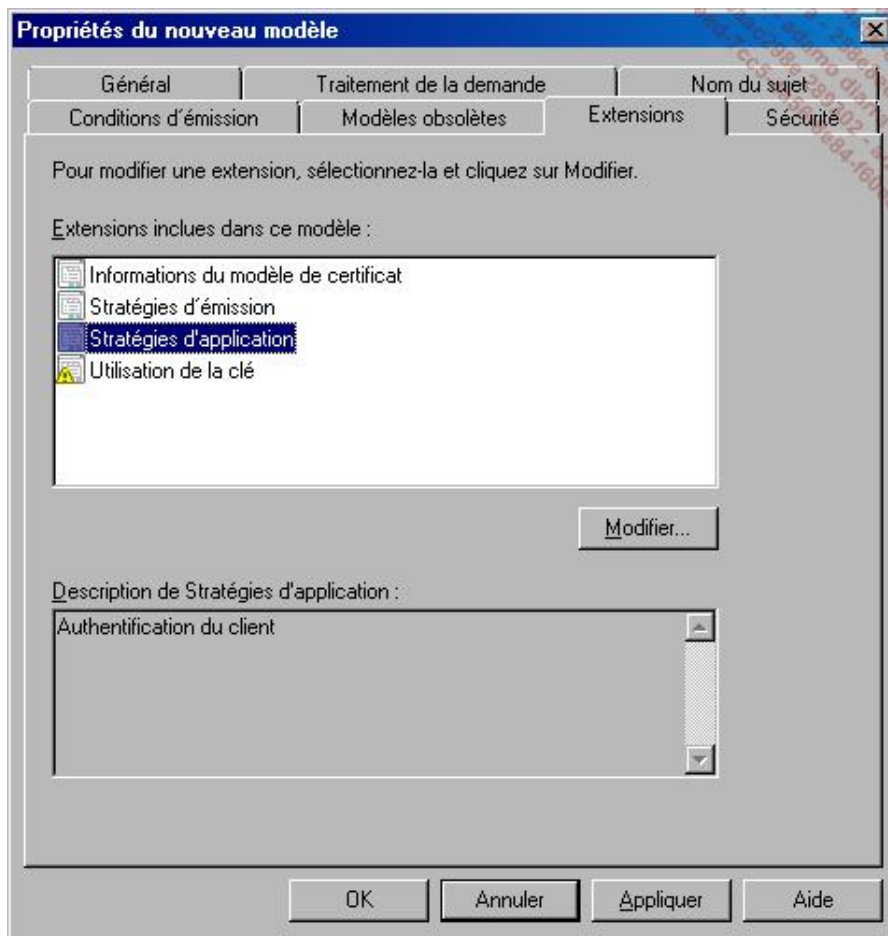 Propriétés du nouveau modèle
Général Traitement de la demande Nom du sujet
Conditions d´émission Modèles obsolètes Extensions Sécurité
Pour modifier une extension, sélectionnez-la et cliquez sur Modifier.
Extensions inclues dans ce modèle :
Informations du modèle de certificat
Stratégies d´émission
Stratégies d'application
Utilisation de la clé
Modifier...
Description de Stratégies d'application :
Authentification du client
OK Annuler Appliquer Aide